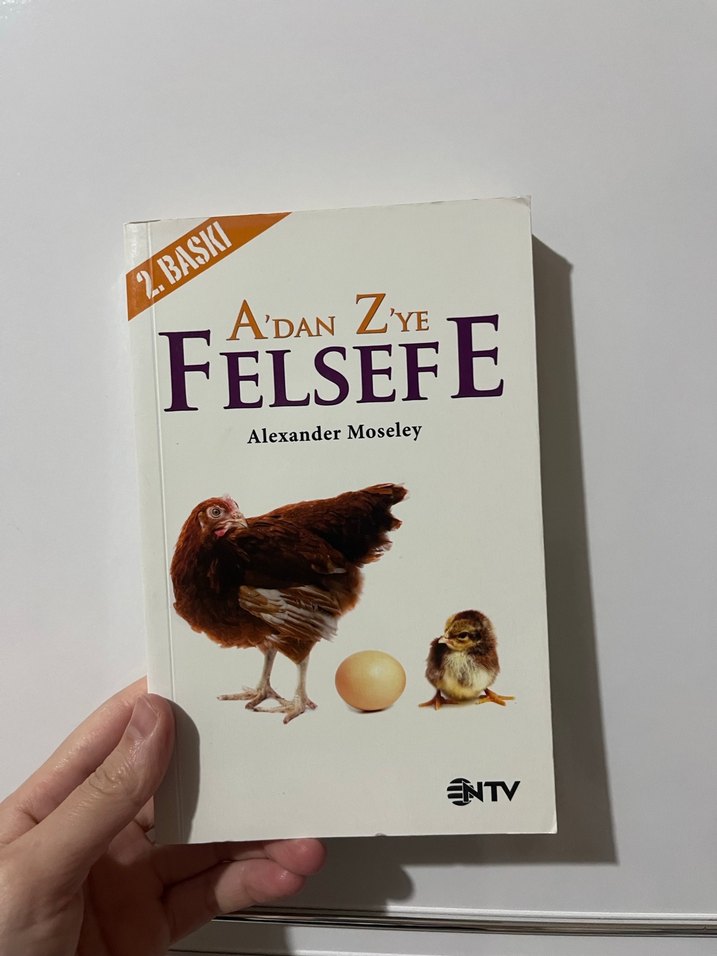 2. BASKI
A'DAN Z'YE
FELSEFE
Alexander Moseley
NTV